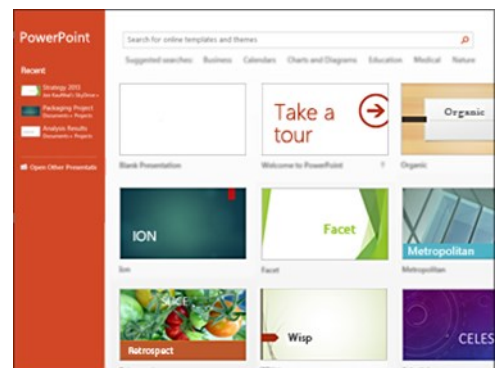 PowerPoint
Search for online templates and themes
Suggested searches: Business Calendars Charts and Diagrams Education Medical Nature
Recent
Strategy 2013
Packaging Project
Documents » Projects
Analysis Results
Documents » Projects
Open Other Presentatio
Take a
tour
Organic
Blank Presentation
Welcome to PowerPoint
Organic
ION
Facet
Metropolitan
Ion
Facet
Metropolitan
Retrospect
Wisp
CELES